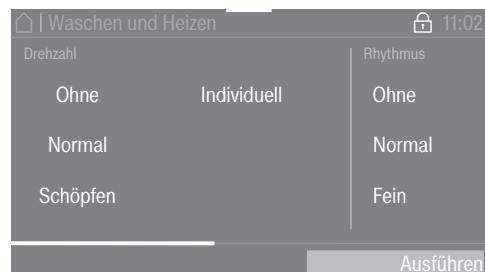 | Waschen und Heizen 11:02
Drehzahl Rhythmus
Ohne Individuell Ohne
Normal Normal
Schöpfen Fein
Ausführen